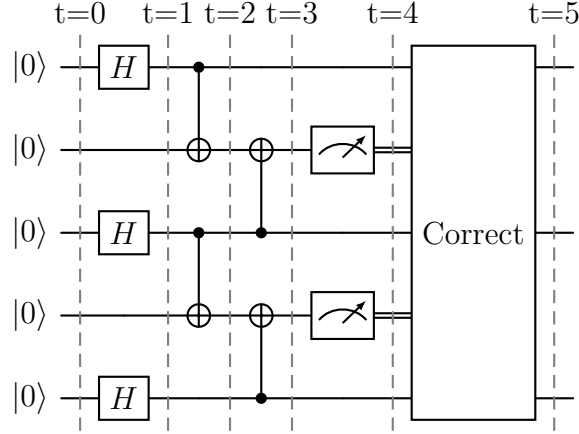 t=0 t=1 t=2 t=3 t=4 t=5
|0⟩ H
|0⟩
|0⟩ H Correct
|0⟩
|0⟩ H